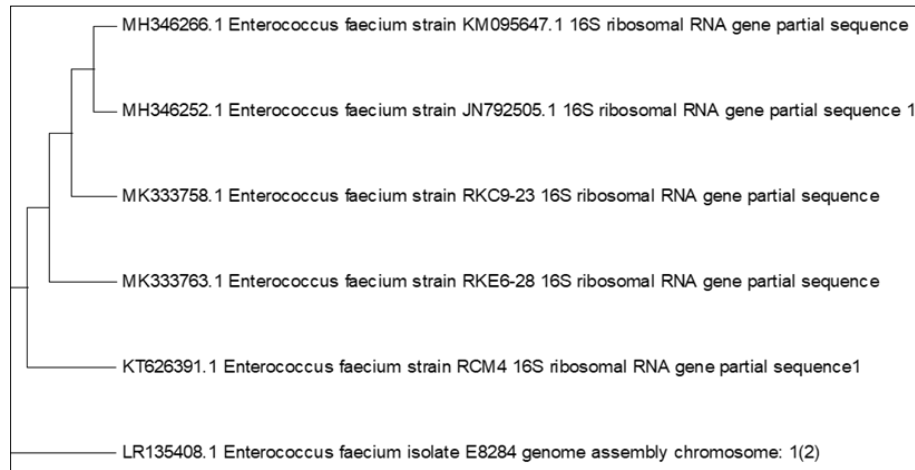 MH346266.1 Enterococcus faecium strain KM095647.1 16S ribosomal RNA gene partial sequence
MH346252.1 Enterococcus faecium strain JN792505.1 16S ribosomal RNA gene partial sequence 1
MK333758.1 Enterococcus faecium strain RKC9-23 16S ribosomal RNA gene partial sequence
MK333763.1 Enterococcus faecium strain RKE6-28 16S ribosomal RNA gene partial sequence
KT626391.1 Enterococcus faecium strain RCM4 16S ribosomal RNA gene partial sequence1
LR135408.1 Enterococcus faecium isolate E8284 genome assembly chromosome: 1(2)